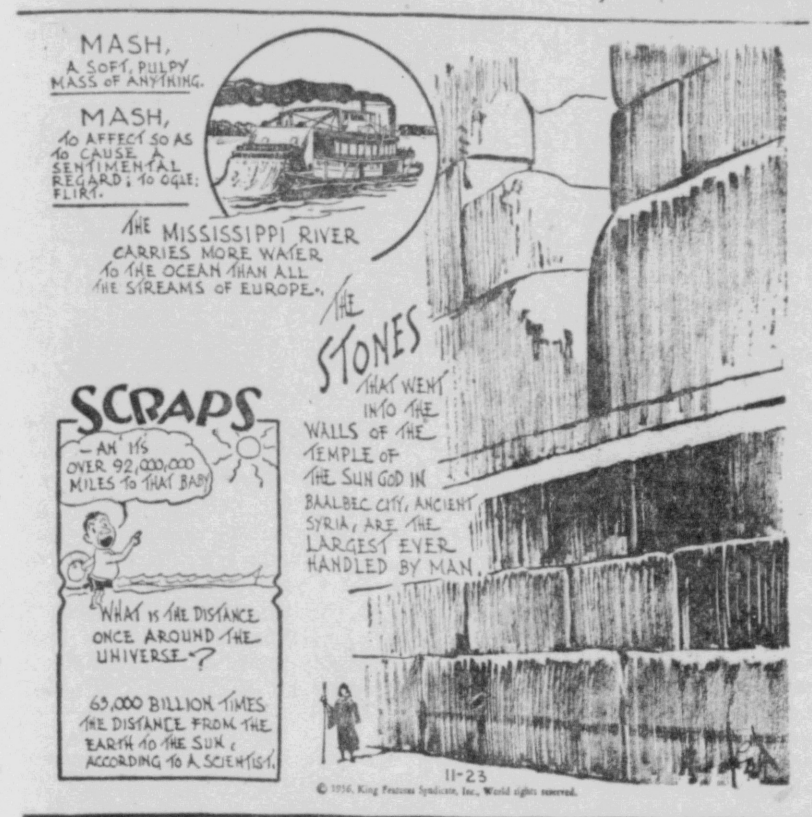 MASH,
A SOFT, PULPY
MASS OF ANYTHING.
MASH,
TO AFFECT SO AS
TO CAUSE A
SENTIMENTAL
REGARD; TO OGLE;
FLIRT.
THE MISSISSIPPI RIVER
CARRIES MORE WATER
TO THE OCEAN THAN ALL
THE STREAMS OF EUROPE.
THE
STONES
THAT WENT
INTO THE
WALLS OF THE
TEMPLE OF
THE SUN GOD IN
BAALBEC CITY, ANCIENT
SYRIA, ARE THE
LARGEST EVER
HANDLED BY MAN.
SCRAPS
- AN' ITS
OVER 92,000,000
MILES TO THAT BABY
WHAT IS THE DISTANCE
ONCE AROUND THE
UNIVERSE?
63,000 BILLION TIMES
THE DISTANCE FROM THE
EARTH TO THE SUN,
ACCORDING TO A SCIENTIST.
11-23
© 1936, King Features Syndicate, Inc., World rights reserved.